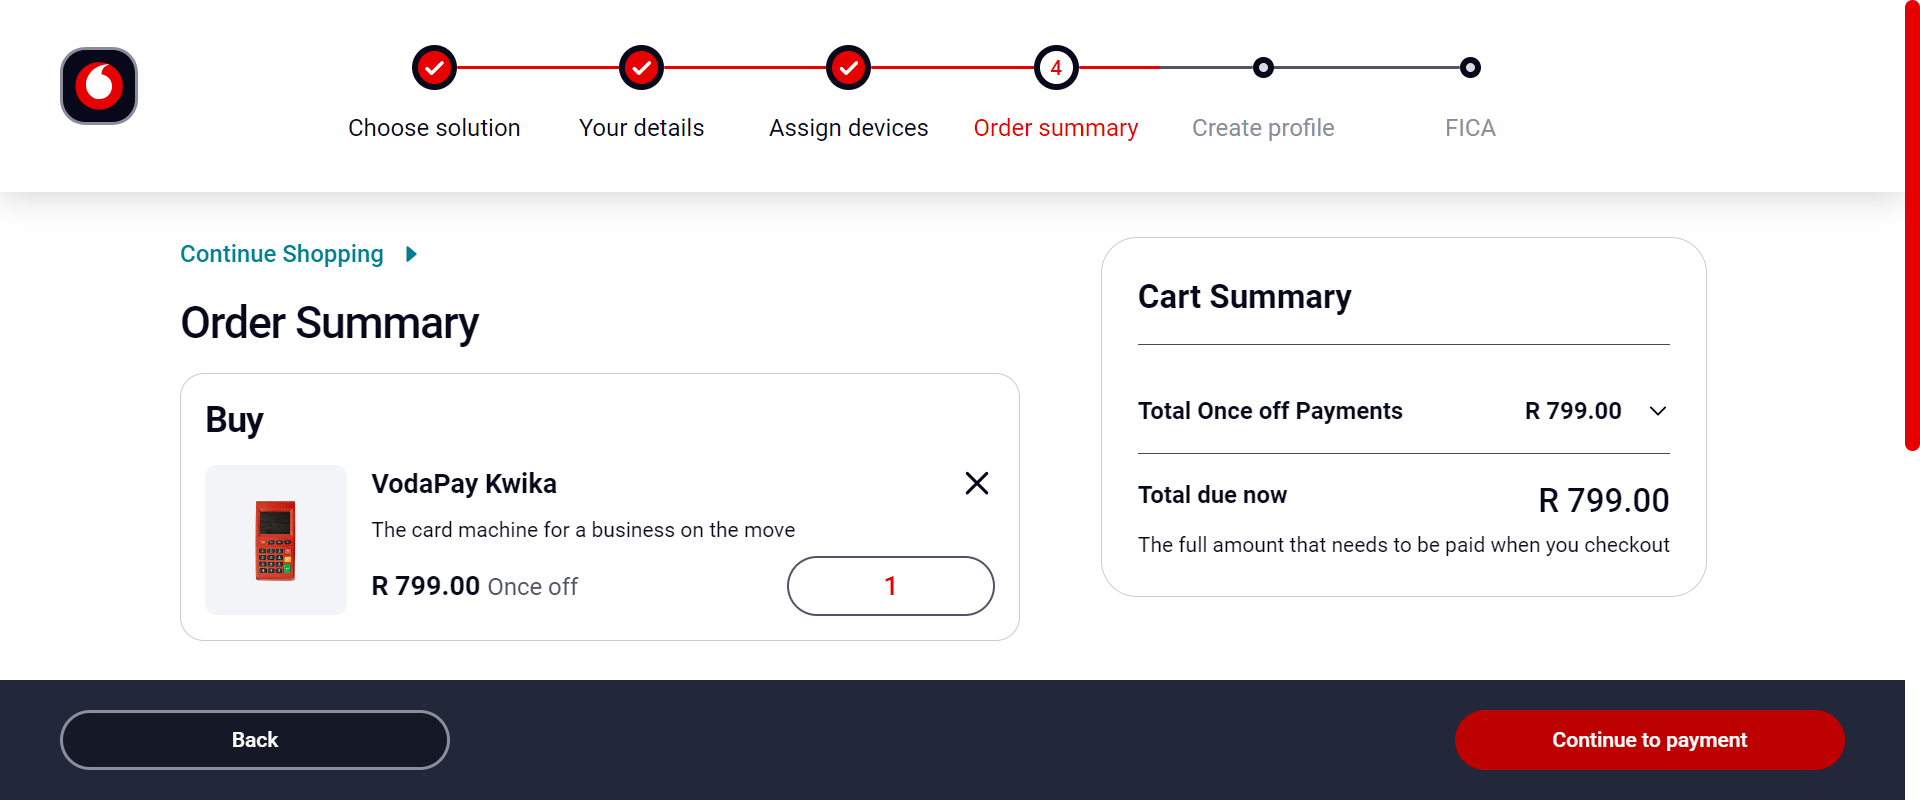 4
Choose solution
Your details
Assign devices
Order summary
Create profile
FICA
Continue Shopping
Order Summary
Buy
VodaPay Kwika
The card machine for a business on the move
R 799.00 Once off
1
Cart Summary
Total Once off Payments R 799.00
Total due now R 799.00
The full amount that needs to be paid when you checkout
Back
Continue to payment